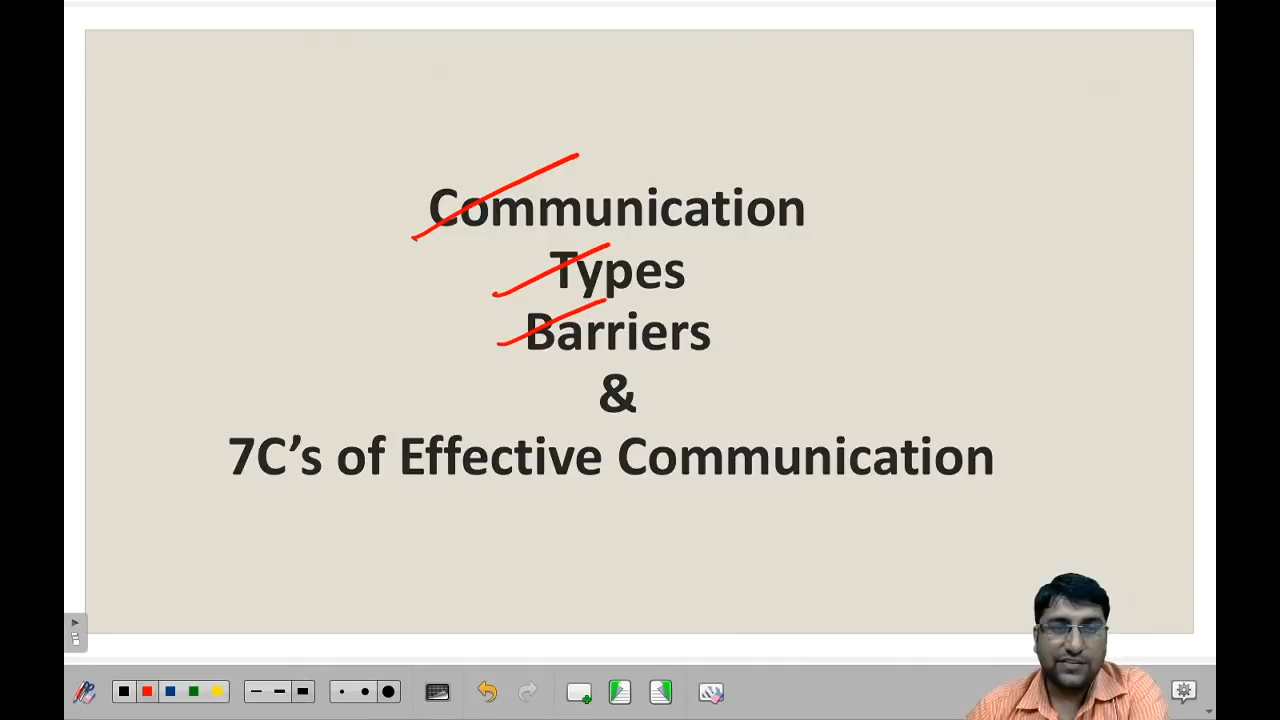 Communication
Types
Barriers
&
7C’s of Effective Communication